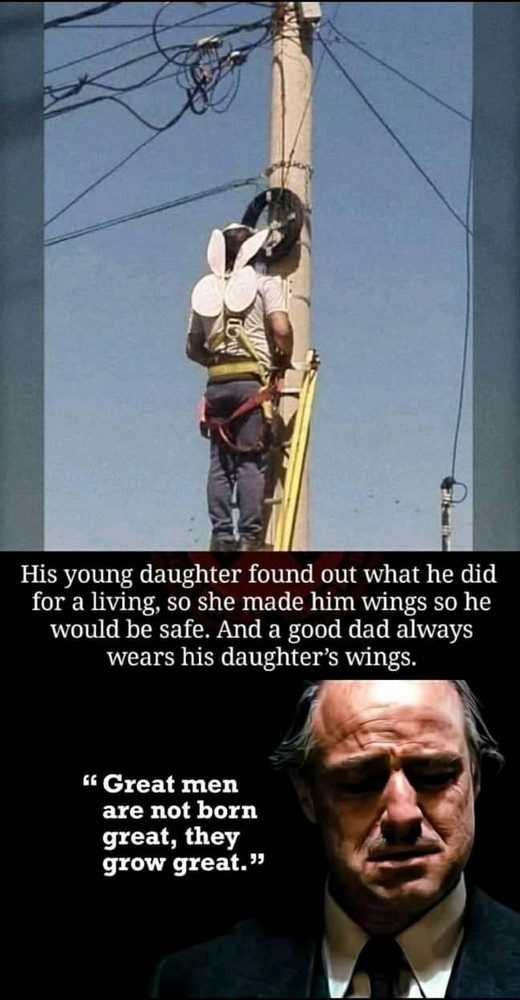 His young daughter found out what he did
for a living, so she made him wings so he
would be safe. And a good dad always
wears his daughter’s wings.
“ Great men
are not born
great, they
grow great.”